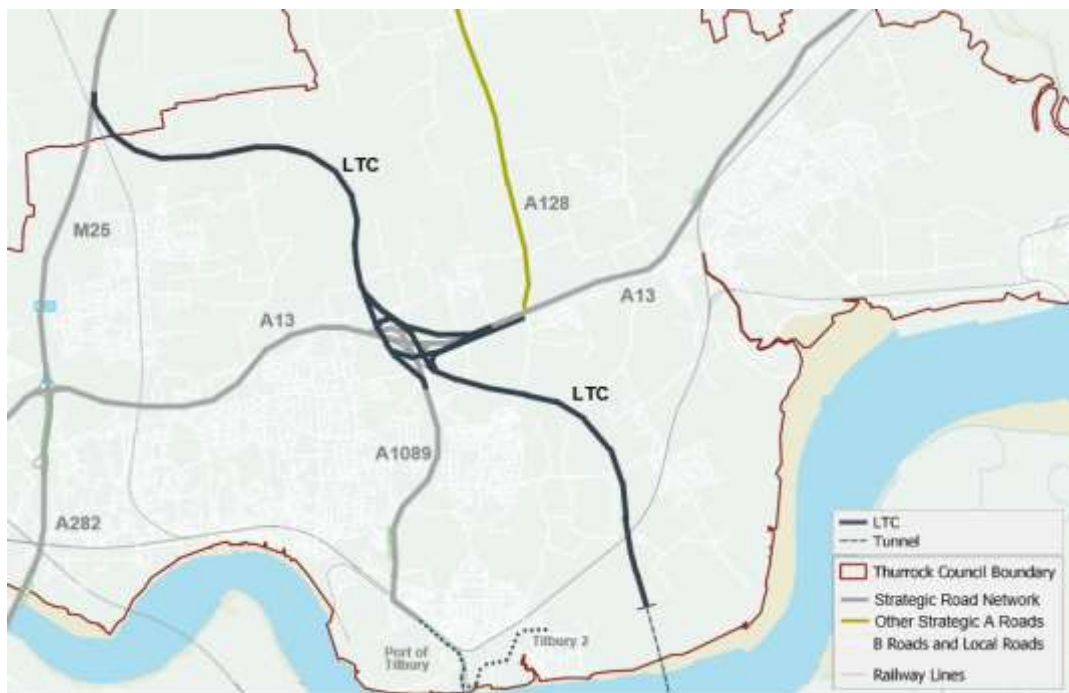 LTC
A128
M25
A13
A13
LTC
A1089
A282
Port of
Tilbury
Tilbury 2
LTC
Tunnel
Thurrock Council Boundary
Strategic Road Network
Other Strategic A Roads
B Roads and Local Roads
Railway Lines